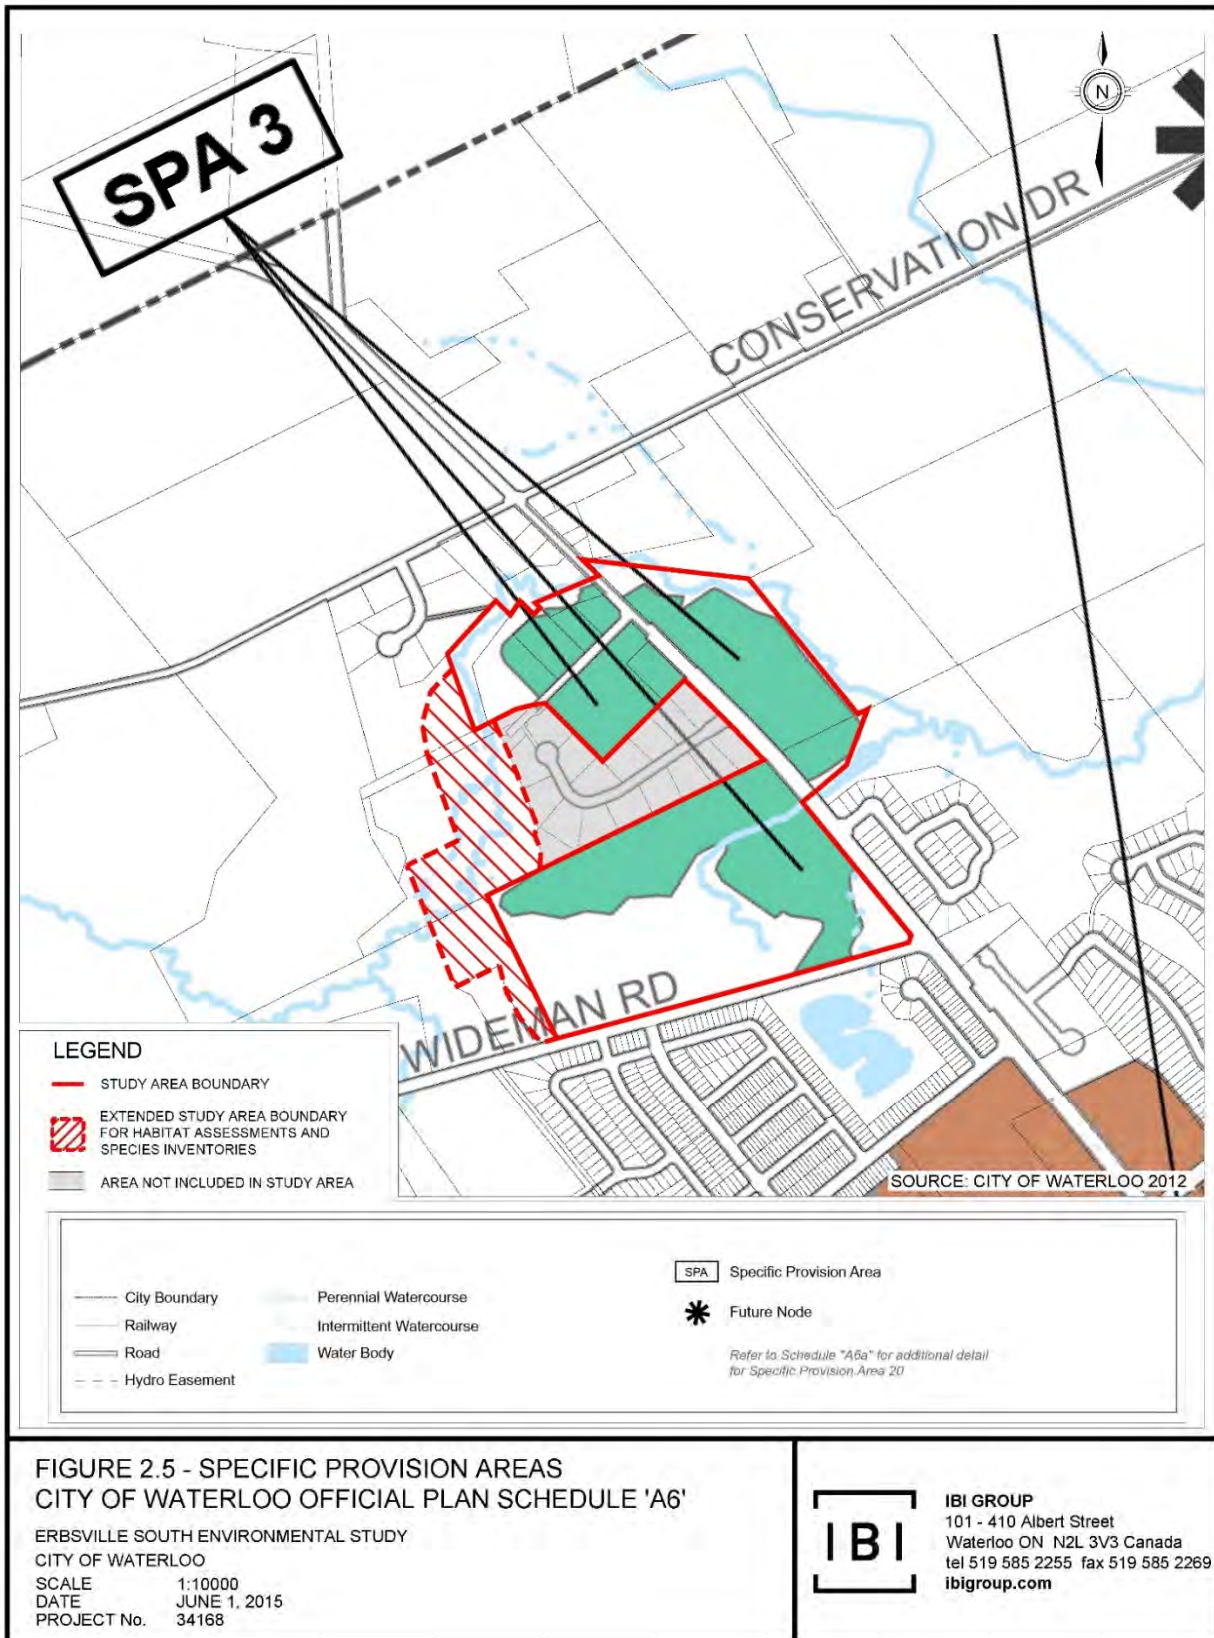 SPA 3
N
CONSERVATION DR
WIDEMAN RD
LEGEND
STUDY AREA BOUNDARY
EXTENDED STUDY AREA BOUNDARY
FOR HABITAT ASSESSMENTS AND
SPECIES INVENTORIES
AREA NOT INCLUDED IN STUDY AREA
SOURCE: CITY OF WATERLOO 2012
City Boundary
Railway
Road
Hydro Easement
Perennial Watercourse
Intermittent Watercourse
Water Body
SPA Specific Provision Area
Future Node
Refer to Schedule "A6a" for additional detail
for Specific Provision Area 20
FIGURE 2.5 - SPECIFIC PROVISION AREAS
CITY OF WATERLOO OFFICIAL PLAN SCHEDULE 'A6'
ERBSVILLE SOUTH ENVIRONMENTAL STUDY
CITY OF WATERLOO
SCALE 1:10000
DATE JUNE 1, 2015
PROJECT No. 34168
IBI
IBI GROUP
101 - 410 Albert Street
Waterloo ON N2L 3V3 Canada
tel 519 585 2255 fax 519 585 2269
ibigroup.com